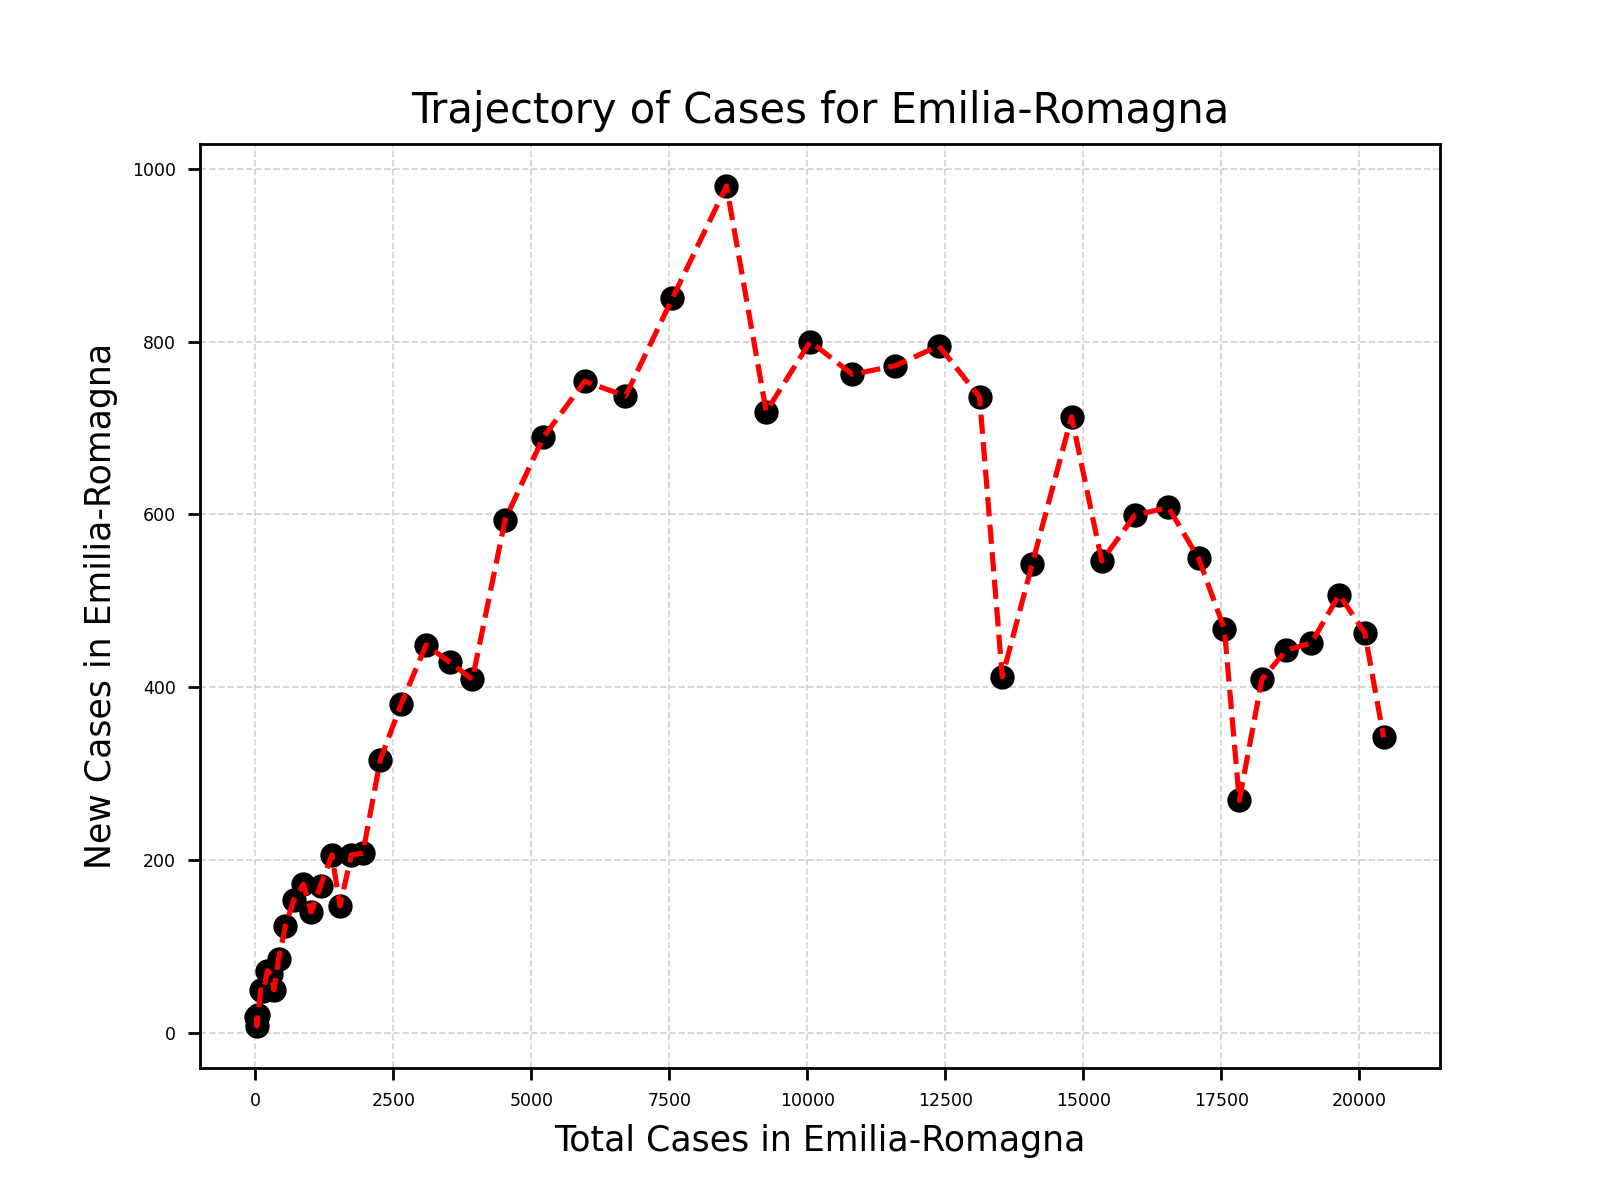 Trajectory of Cases for Emilia-Romagna
1000
800
600
400
200
0
New Cases in Emilia-Romagna
0 2500 5000 7500 10000 12500 15000 17500 20000
Total Cases in Emilia-Romagna